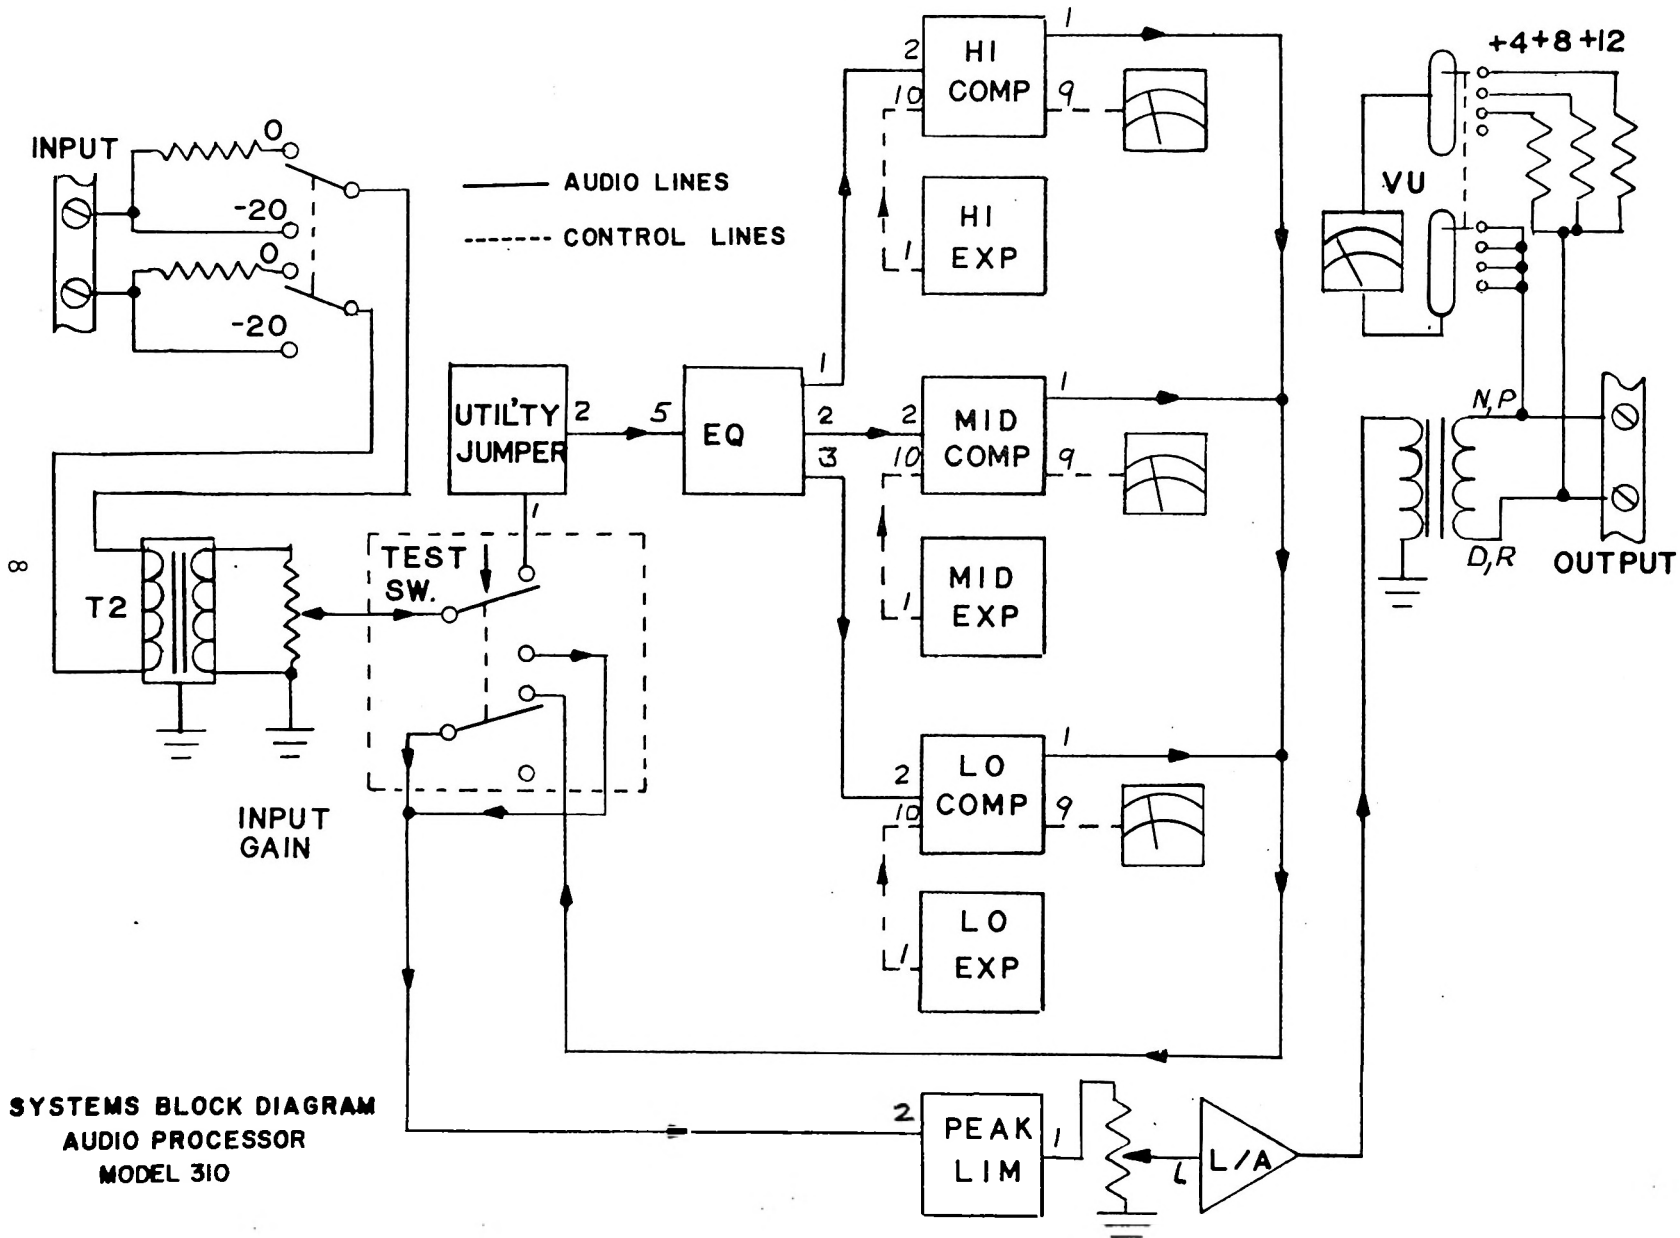 INPUT
0
-20
0
-20
AUDIO LINES
CONTROL LINES
UTIL'TY
JUMPER
2
1
5
EQ
1
2
3
2
10
HI
COMP
1
9
HI
EXP
1
2
10
MID
COMP
1
9
MID
EXP
1
2
10
LO
COMP
1
9
LO
EXP
1
+4+8+12
VU
N,P
D,R
OUTPUT
8
T2
TEST
SW.
INPUT
GAIN
2
PEAK
LIM
1
L
L/A
SYSTEMS BLOCK DIAGRAM
AUDIO PROCESSOR
MODEL 310